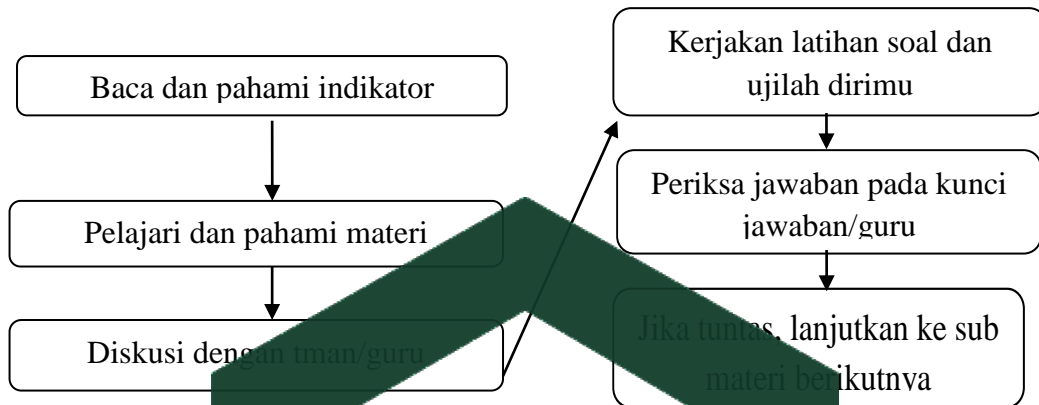 Baca dan pahami indikator
Pelajari dan pahami materi
Diskusi dengan tman/guru
Kerjakan latihan soal dan
ujilah dirimu
Periksa jawaban pada kunci
jawaban/guru
Jika tuntas, lanjutkan ke sub
materi berikutnya